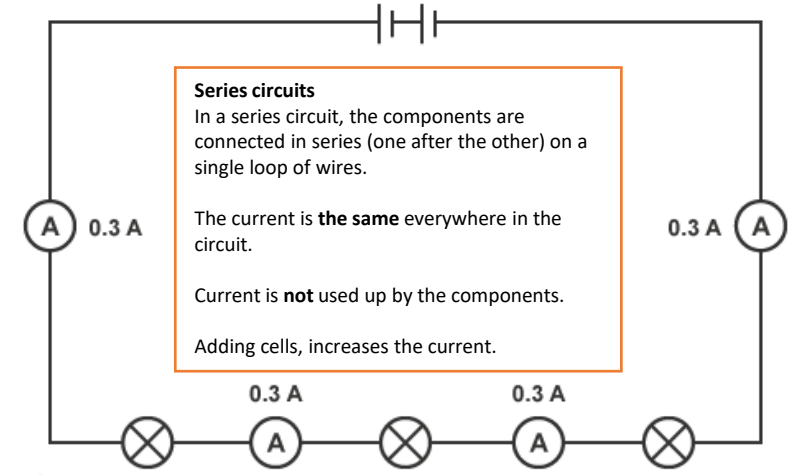 Series circuits
In a series circuit, the components are
connected in series (one after the other) on a
single loop of wires.
The current is the same everywhere in the
circuit.
Current is not used up by the components.
Adding cells, increases the current.
A 0.3 A
0.3 A A
0.3 A
0.3 A
A
A